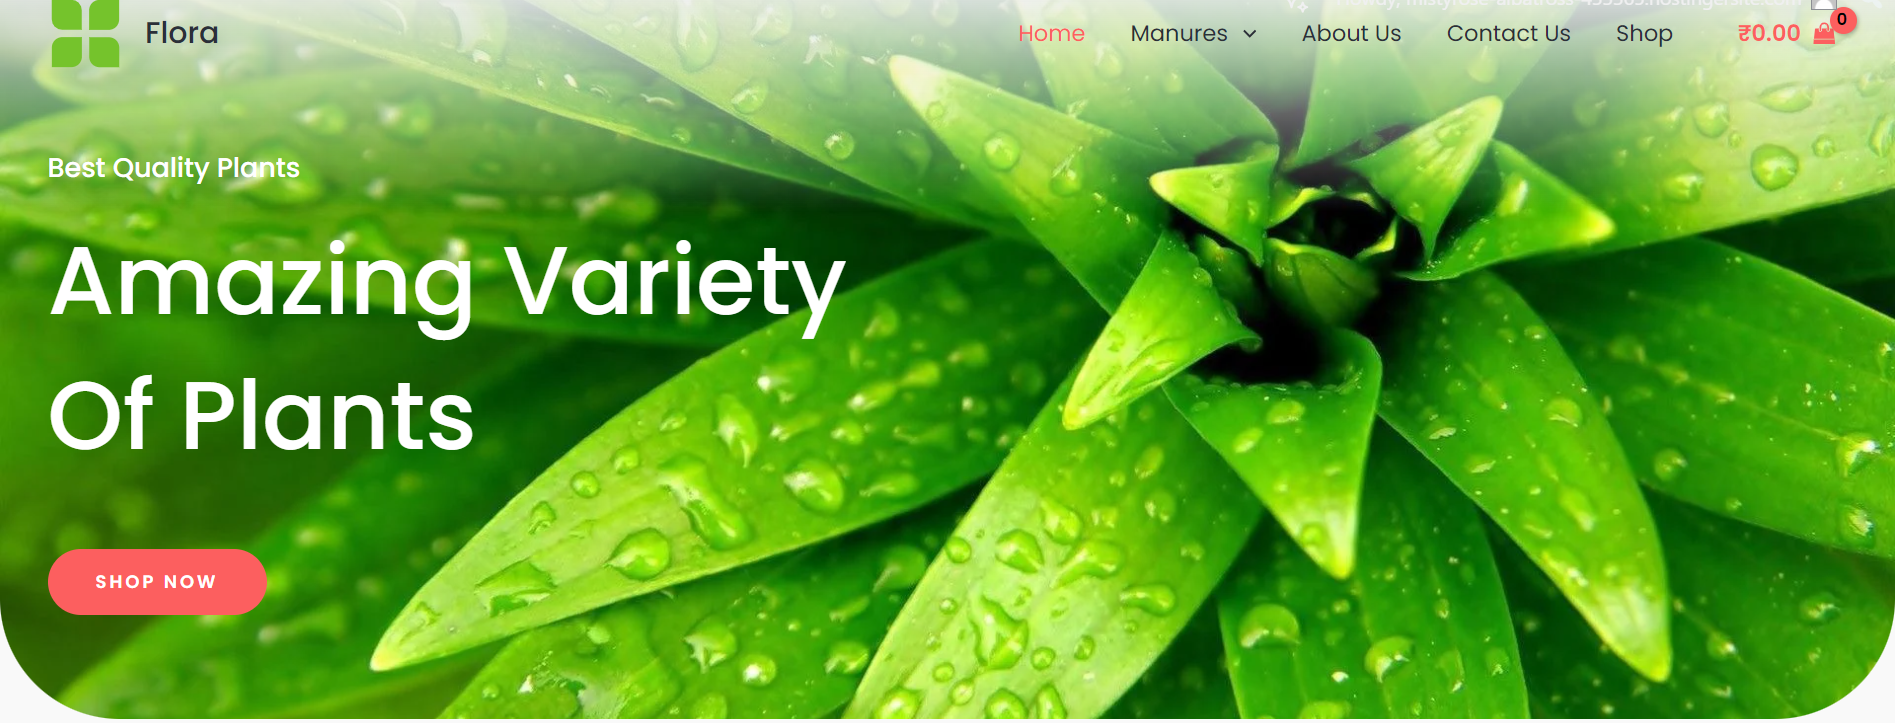 Flora
Home
Manures
About Us
Contact Us
Shop
₹0.00
0
Best Quality Plants
Amazing Variety
Of Plants
SHOP NOW